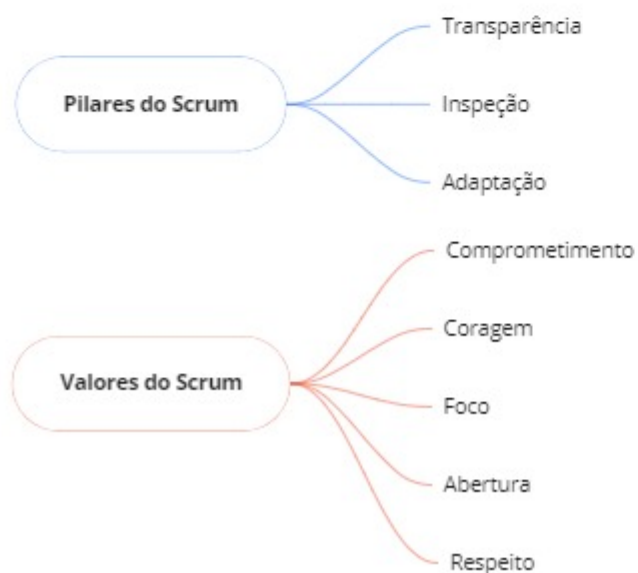 Pilares do Scrum
Transparência
Inspeção
Adaptação
Valores do Scrum
Comprometimento
Coragem
Foco
Abertura
Respeito